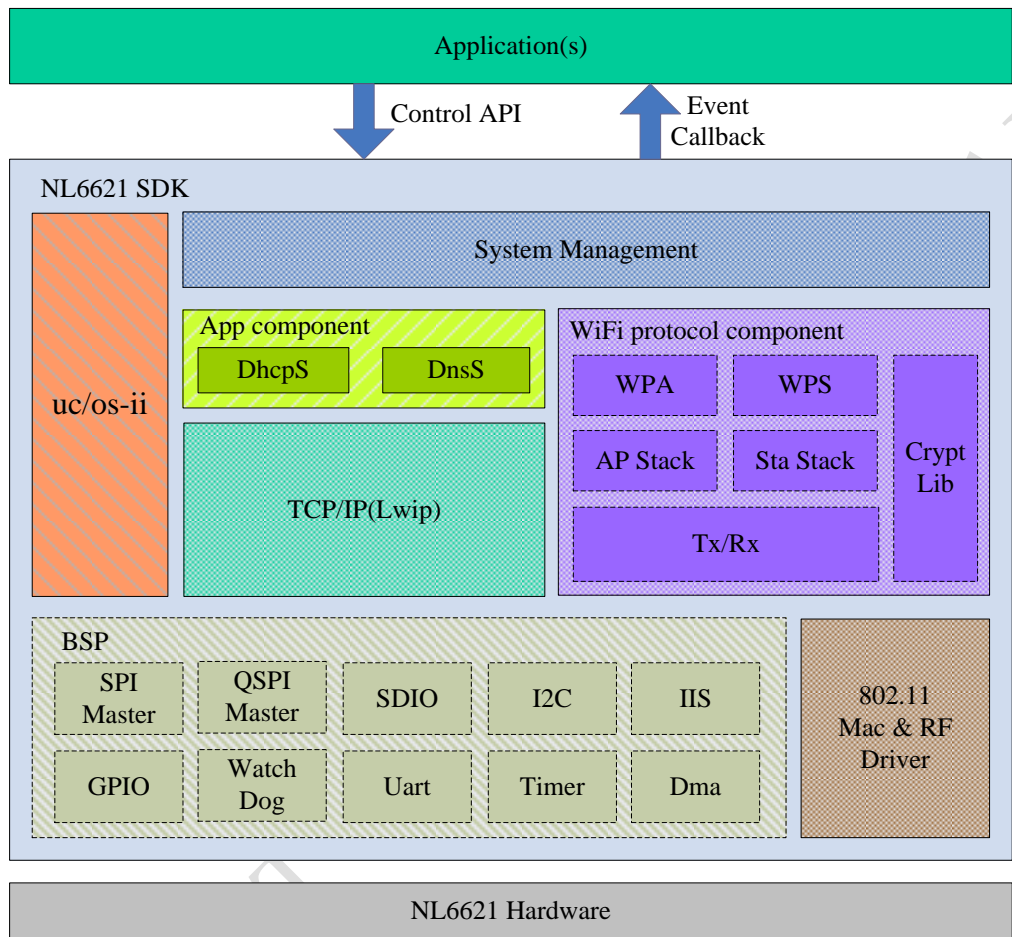 Application(s)
Control API
Event
Callback
NL6621 SDK
uc/os-ii
System Management
App component
DhcpS
DnsS
TCP/IP(Lwip)
WiFi protocol component
WPA
WPS
AP Stack
Sta Stack
Crypt
Lib
Tx/Rx
BSP
SPI
Master
QSPI
Master
SDIO
I2C
IIS
GPIO
Watch
Dog
Uart
Timer
Dma
802.11
Mac & RF
Driver
NL6621 Hardware